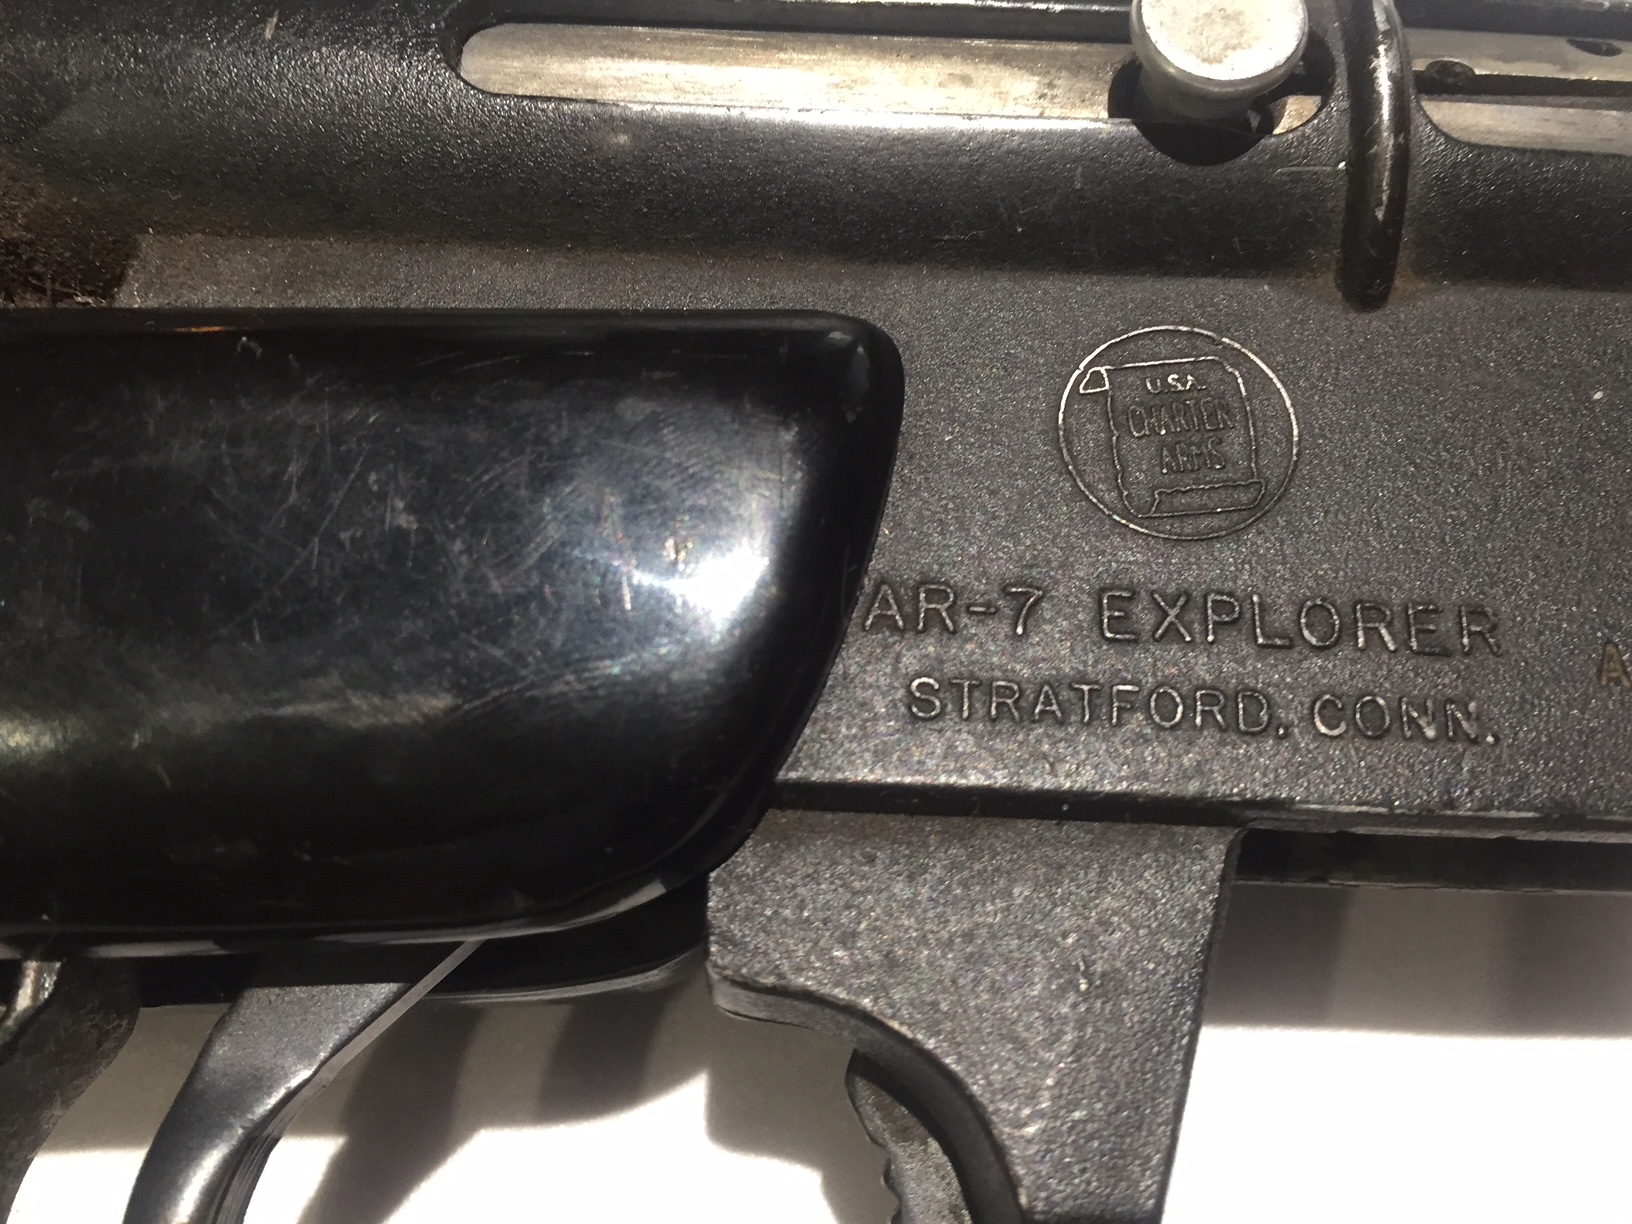 U.S.A.
CHARTER
ARMS
AR-7 EXPLORER
STRATFORD, CONN.
A